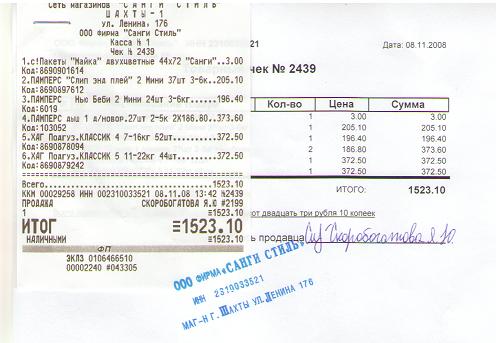 Сеть магазинов "САНГИ СТИЛЬ"
ШАХТЫ-1
ул. Ленина, 176
ООО Фирма "Санги Стиль"
Касса № 1
Чек № 2439
1.с!Пакеты "Майка" двухцветные 44х72 "Санги"..3.00
Код:8690901614
2.ПАМПЕРС "Слип энд плей" 2 Мини 37шт 3-6к..205.10
Код:8690897612
3.ПАМПЕРС Нью Беби 2 Мини 24шт 3-6кг......196.40
Код:6019
4.ПАМПЕРС дыш 1 д/новор.27шт 2-5к 2X186.80...373.60
Код:103052
5.ХАГ Подгуз.КЛАССИК 4 7-16кг 52шт.........372.50
Код:8690878094
6.ХАГ Подгуз.КЛАССИК 5 11-22кг 44шт........372.50
Код:8690879242
Всего.......1523.10
ККМ 00029258 ИНН 002310033521 08.11.08 13:42 №2439
ПРОДАЖА СКОРОБОГАТОВА Я.Ю #2199
1 ≡1523.10
ИТОГ ≡1523.10
НАЛИЧНЫМИ ≡1523.10
ФП
ЭКЛЗ 0106466510
00002240 #043305
21 Дата: 08.11.2008
чек № 2439
Кол-во Цена Сумма
1 3.00 3.00
1 205.10 205.10
1 196.40 196.40
2 186.80 373.60
1 372.50 372.50
1 372.50 372.50
ИТОГО: 1523.10
от двадцать три рубля 10 копеек
продавца Скоробогатова Я.Ю.
ООО ФИРМА «САНГИ СТИЛЬ»
ИНН 2310033521
МАГ-Н Г. ШАХТЫ УЛ. ЛЕНИНА 176